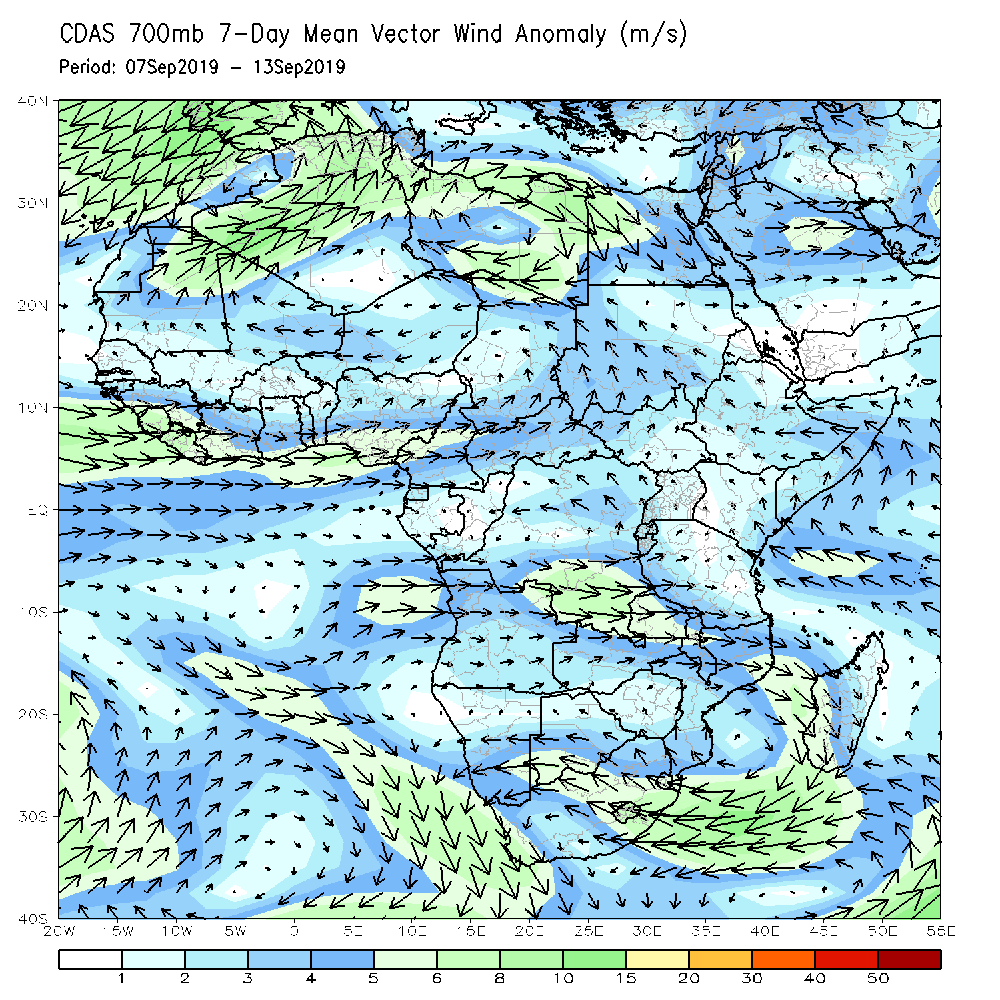 CDAS 700mb 7-Day Mean Vector Wind Anomaly (m/s)
Period: 07Sep2019 - 13Sep2019
40N
30N
20N
10N
EQ
10S
20S
30S
40S
20W 15W 10W 5W 0 5E 10E 15E 20E 25E 30E 35E 40E 45E 50E 55E
1 2 3 4 5 6 8 10 15 20 30 40 50